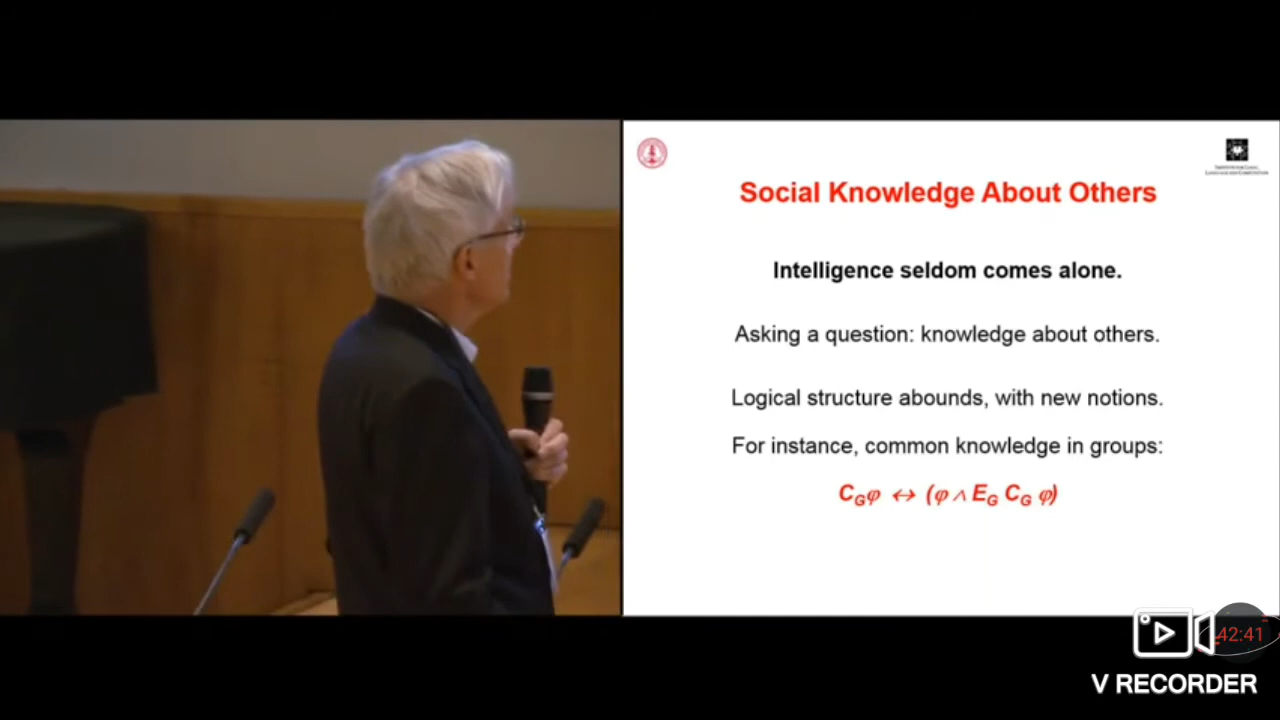 Social Knowledge About Others
Intelligence seldom comes alone.
Asking a question: knowledge about others.
Logical structure abounds, with new notions.
For instance, common knowledge in groups:
C_Gφ ↔ (φ ∧ E_G C_G φ)
42:41
V RECORDER